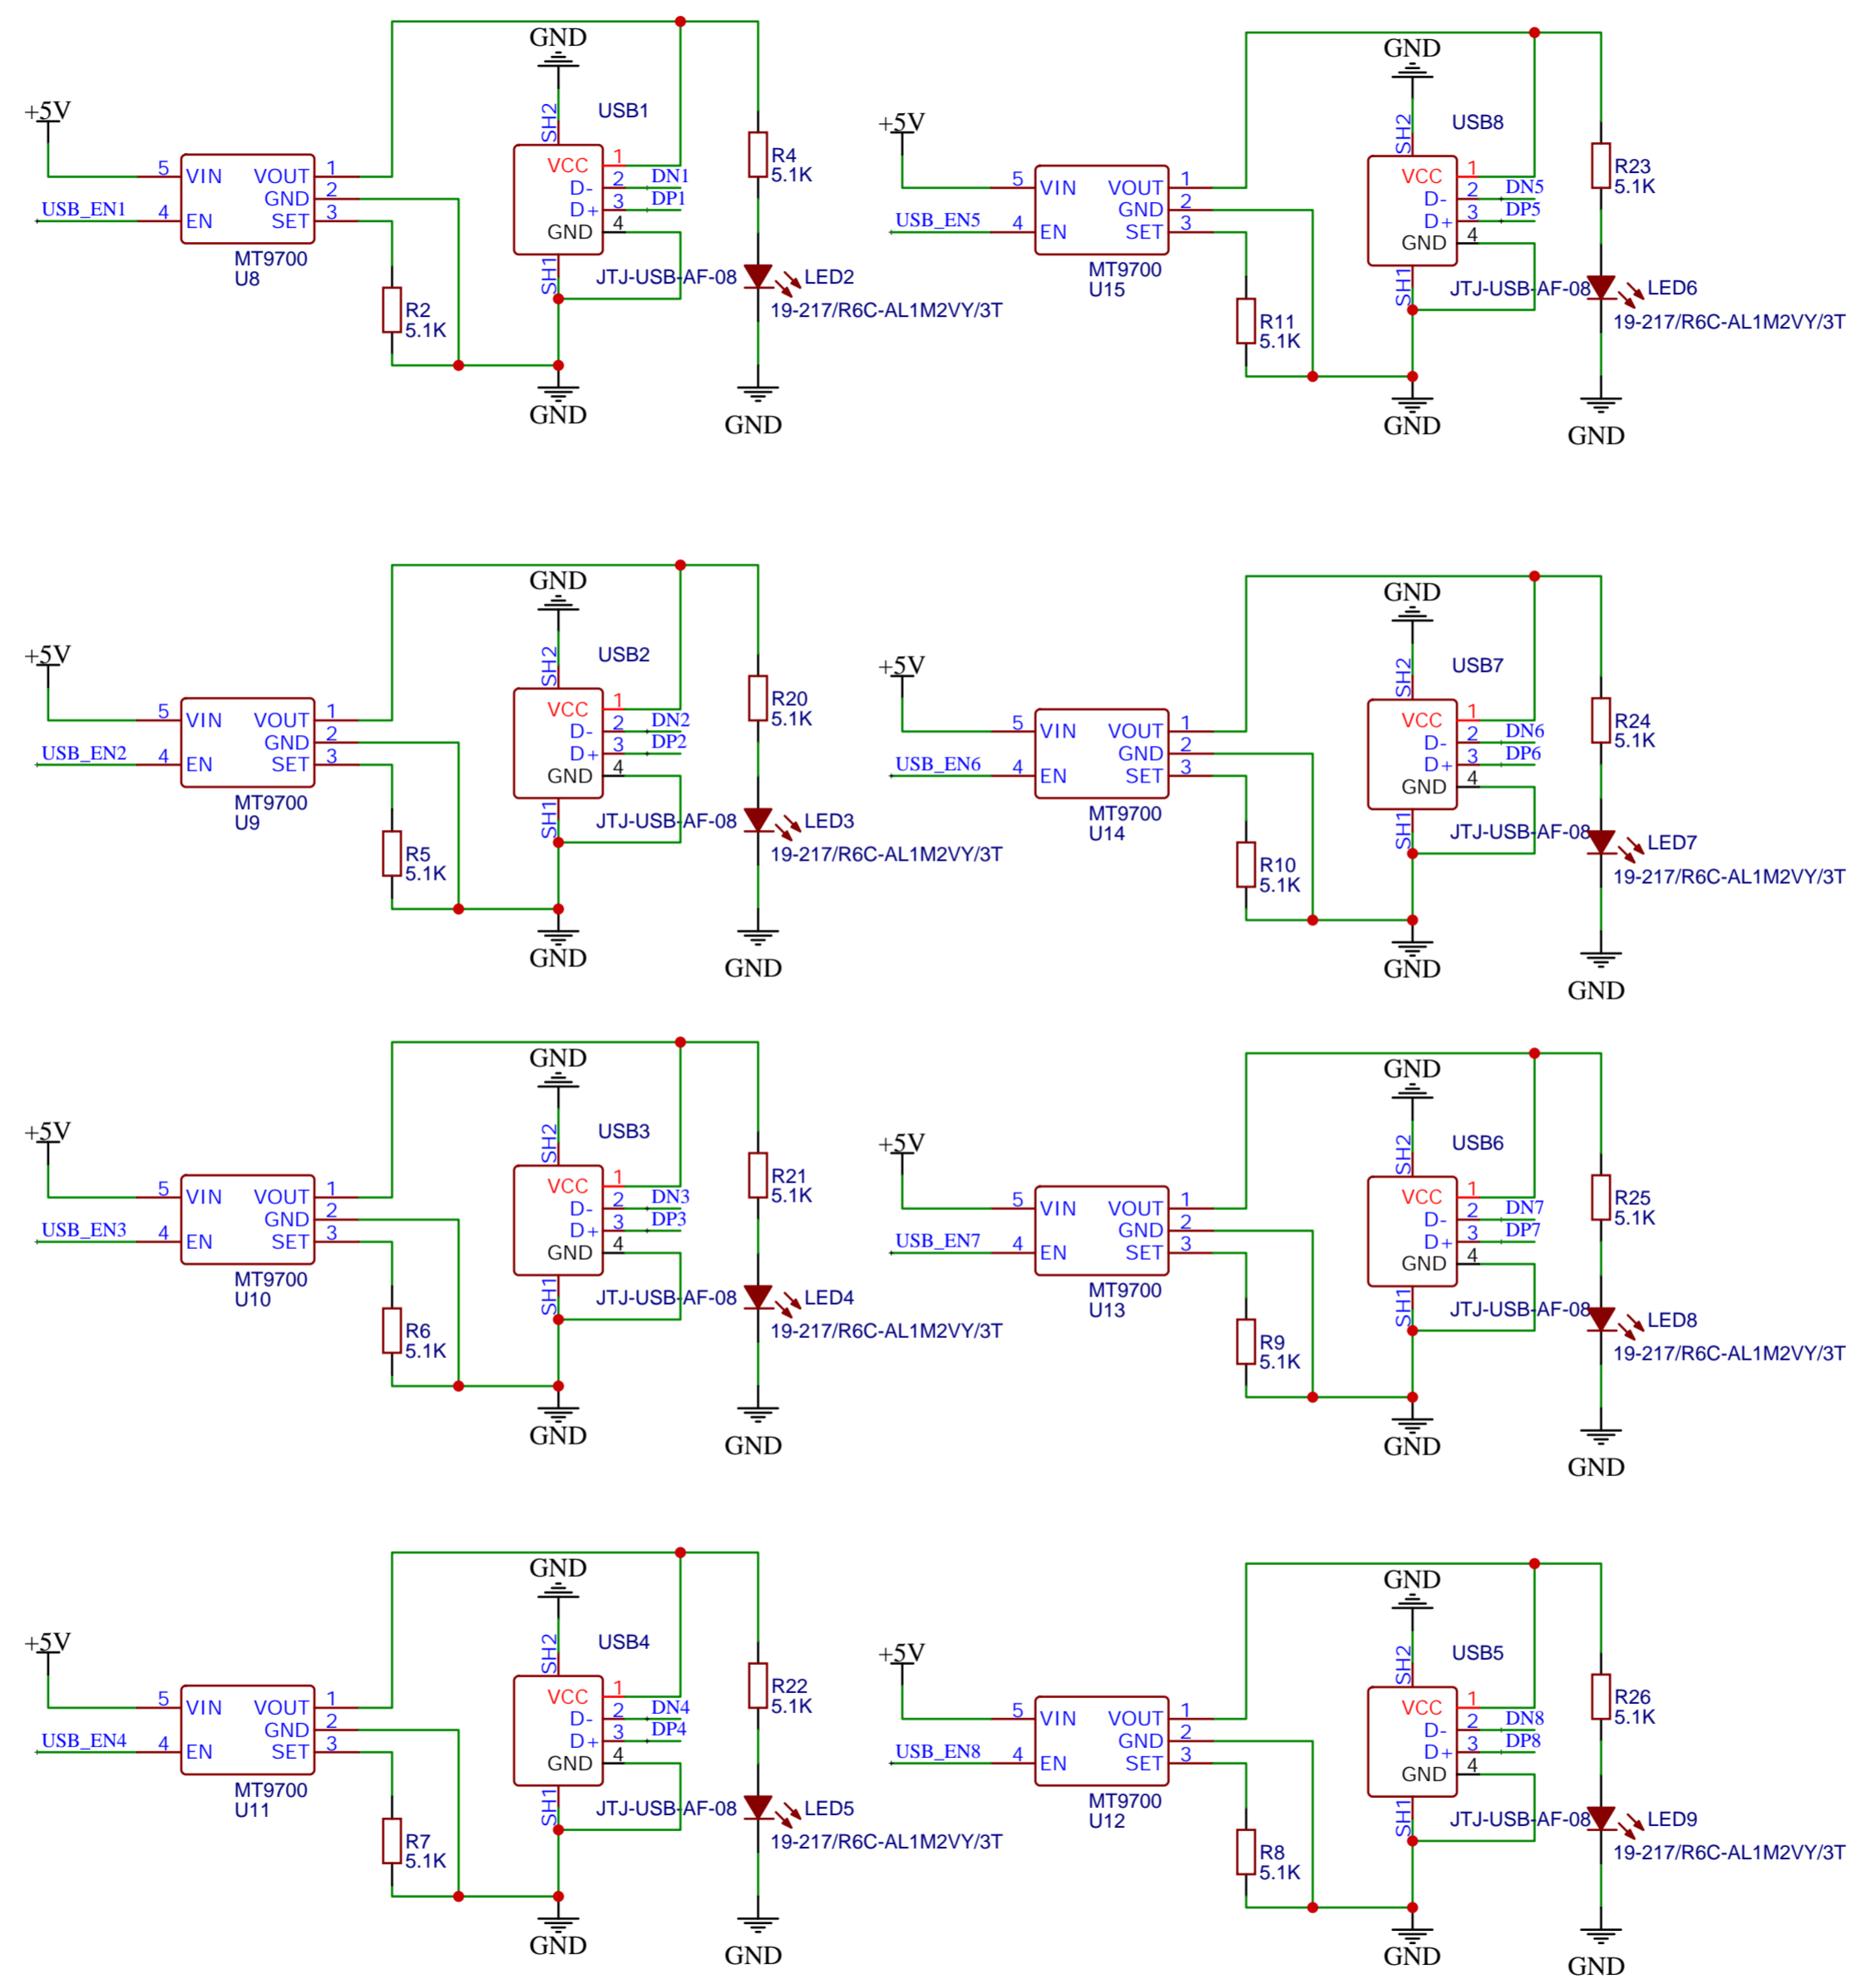 GND
+5V
USB_EN1
5 VIN VOUT 1
GND 2
4 EN SET 3
MT9700
U8
R2
5.1K
SH2
USB1
VCC 1
D- 2 DN1
D+ 3 DP1
GND 4
SH1
JTJ-USB-AF-08
GND
R4
5.1K
LED2
19-217/R6C-AL1M2VY/3T
GND
GND
+5V
USB_EN5
5 VIN VOUT 1
GND 2
4 EN SET 3
MT9700
U15
R11
5.1K
SH2
USB8
VCC 1
D- 2 DN5
D+ 3 DP5
GND 4
SH1
JTJ-USB-AF-08
GND
R23
5.1K
LED6
19-217/R6C-AL1M2VY/3T
GND
GND
+5V
USB_EN2
5 VIN VOUT 1
GND 2
4 EN SET 3
MT9700
U9
R5
5.1K
SH2
USB2
VCC 1
D- 2 DN2
D+ 3 DP2
GND 4
SH1
JTJ-USB-AF-08
GND
R20
5.1K
LED3
19-217/R6C-AL1M2VY/3T
GND
GND
+5V
USB_EN6
5 VIN VOUT 1
GND 2
4 EN SET 3
MT9700
U14
R10
5.1K
SH2
USB7
VCC 1
D- 2 DN6
D+ 3 DP6
GND 4
SH1
JTJ-USB-AF-08
GND
R24
5.1K
LED7
19-217/R6C-AL1M2VY/3T
GND
GND
+5V
USB_EN3
5 VIN VOUT 1
GND 2
4 EN SET 3
MT9700
U10
R6
5.1K
SH2
USB3
VCC 1
D- 2 DN3
D+ 3 DP3
GND 4
SH1
JTJ-USB-AF-08
GND
R21
5.1K
LED4
19-217/R6C-AL1M2VY/3T
GND
GND
+5V
USB_EN7
5 VIN VOUT 1
GND 2
4 EN SET 3
MT9700
U13
R9
5.1K
SH2
USB6
VCC 1
D- 2 DN7
D+ 3 DP7
GND 4
SH1
JTJ-USB-AF-08
GND
R25
5.1K
LED8
19-217/R6C-AL1M2VY/3T
GND
GND
+5V
USB_EN4
5 VIN VOUT 1
GND 2
4 EN SET 3
MT9700
U11
R7
5.1K
SH2
USB4
VCC 1
D- 2 DN4
D+ 3 DP4
GND 4
SH1
JTJ-USB-AF-08
GND
R22
5.1K
LED5
19-217/R6C-AL1M2VY/3T
GND
GND
+5V
USB_EN8
5 VIN VOUT 1
GND 2
4 EN SET 3
MT9700
U12
R8
5.1K
SH2
USB5
VCC 1
D- 2 DN8
D+ 3 DP8
GND 4
SH1
JTJ-USB-AF-08
GND
R26
5.1K
LED9
19-217/R6C-AL1M2VY/3T
GND